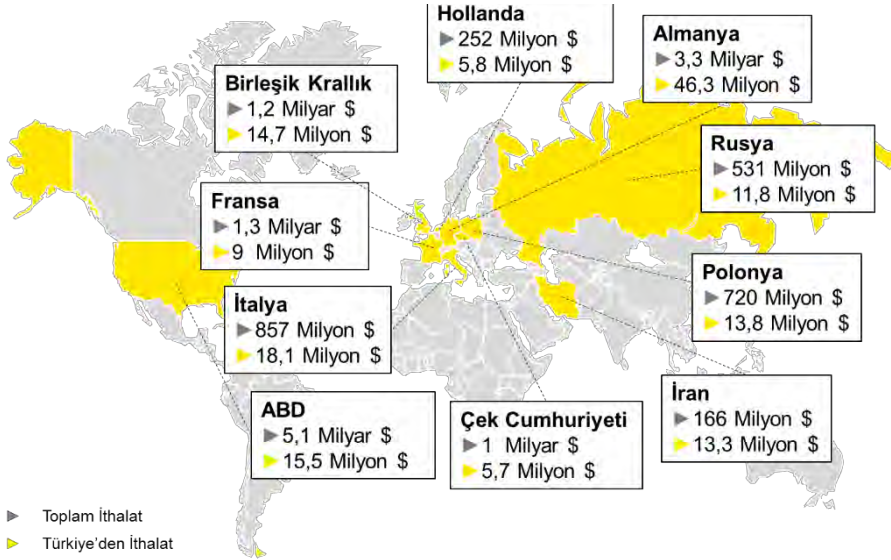 Hollanda
252 Milyon $
5,8 Milyon $
Almanya
3,3 Milyar $
46,3 Milyon $
Birleşik Krallık
1,2 Milyar $
14,7 Milyon $
Rusya
531 Milyon $
11,8 Milyon $
Fransa
1,3 Milyar $
9 Milyon $
Polonya
720 Milyon $
13,8 Milyon $
İtalya
857 Milyon $
18,1 Milyon $
İran
166 Milyon $
13,3 Milyon $
ABD
5,1 Milyar $
15,5 Milyon $
Çek Cumhuriyeti
1 Milyar $
5,7 Milyon $
Toplam İthalat
Türkiye'den İthalat